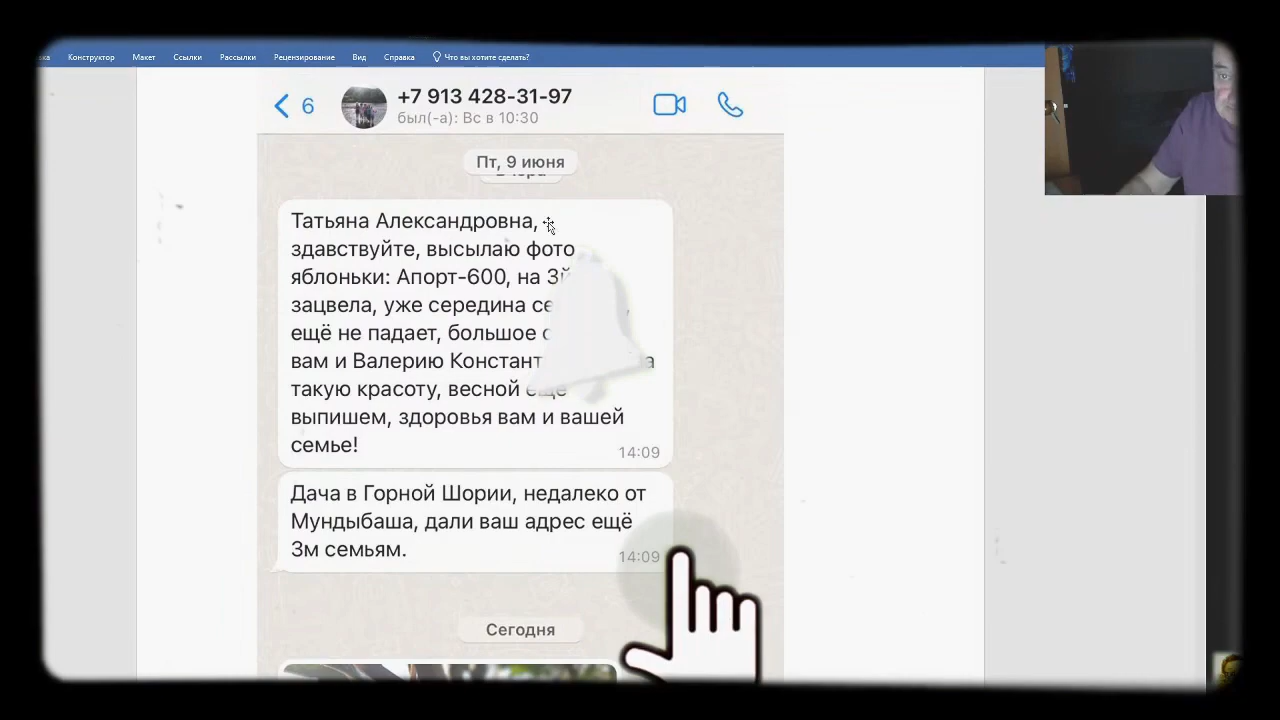 Конструктор Макет Ссылки Рассылки Рецензирование Вид Справка Что вы хотите сделать?
6 +7 913 428-31-97
был(-а): Вс в 10:30
Пт, 9 июня
Татьяна Александровна,
здавствуйте, высылаю фото
яблоньки: Апорт-600, на
зацвела, уже середина
ещё не падает, большое
вам и Валерию
такую красоту, весной ещё
выпишем, здоровья вам и вашей
семье!
14:09
Дача в Горной Шории, недалеко от
Мундыбаша, дали ваш адрес ещё
3м семьям.
14:09
Сегодня